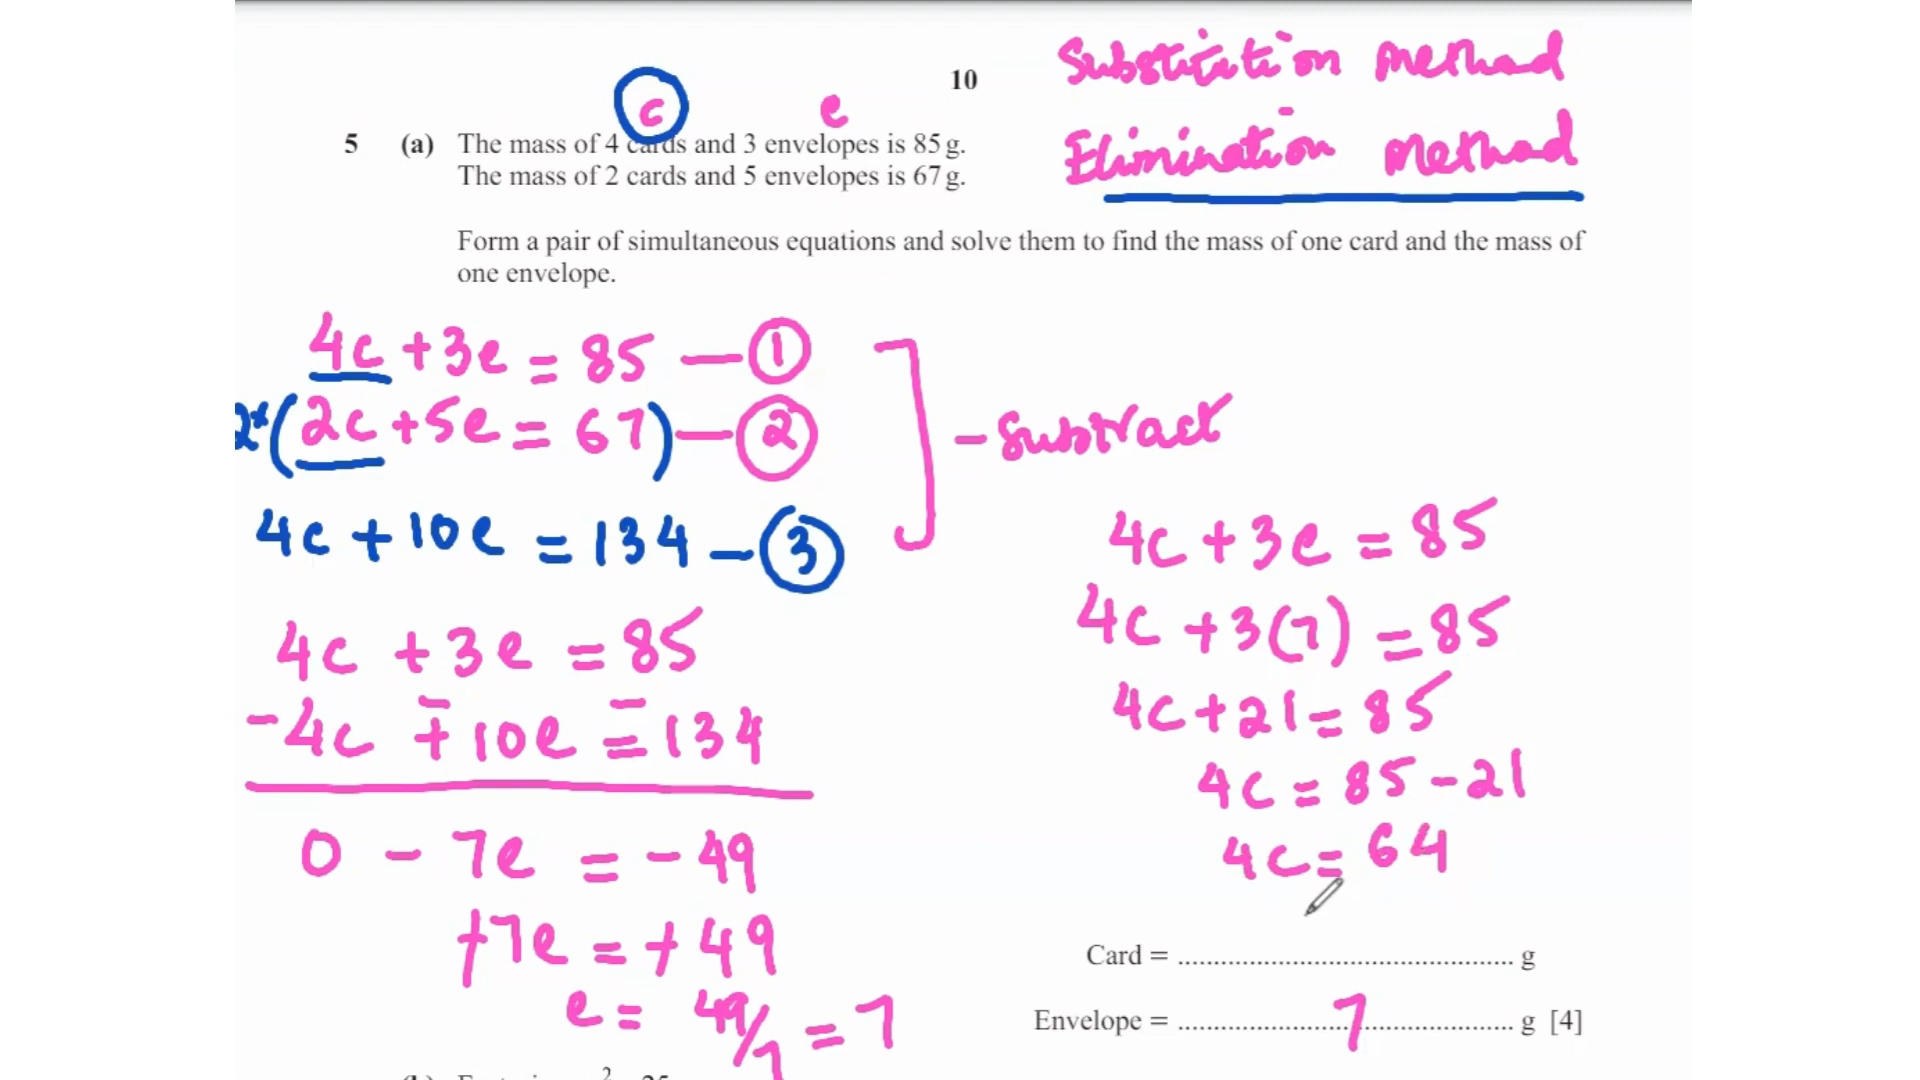 10
Substitution method
Elimination method
c e
5 (a) The mass of 4 cards and 3 envelopes is 85 g.
The mass of 2 cards and 5 envelopes is 67 g.
Form a pair of simultaneous equations and solve them to find the mass of one card and the mass of
one envelope.
4c + 3e = 85 — ①
2×(2c + 5e = 67) — ②
4c + 10e = 134 — ③
- Subtract
4c + 3e = 85
- 4c +̄ 10e =̄ 134
0 - 7e = - 49
+7e = + 49
e = 49/7 = 7
4c + 3e = 85
4c + 3(7) = 85
4c + 21 = 85
4c = 85 - 21
4c = 64
Card = .................................................. g
Envelope = ........................7........................ g [4]